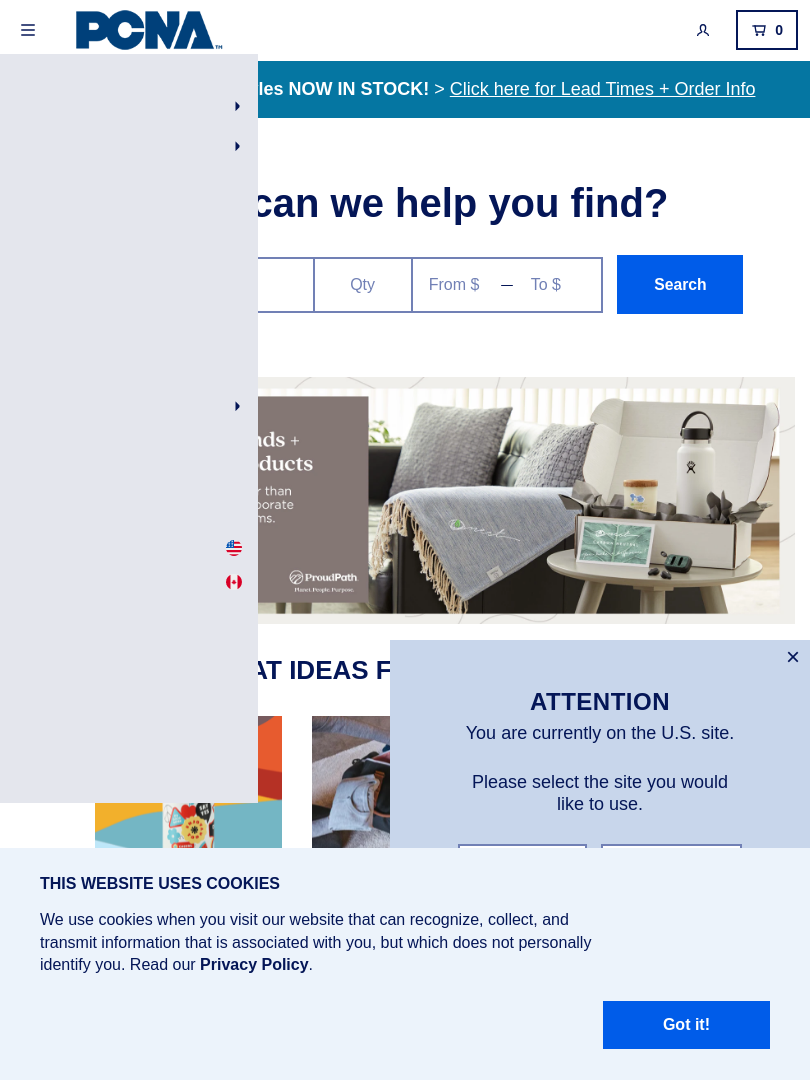 PCNA™
0
les NOW IN STOCK! > Click here for Lead Times + Order Info
can we help you find?
Qty
From $ — To $
Search
nds +
ducts
r than
porate
ms.
ProudPath
Planet. People. Purpose.
nest
AT IDEAS F
ATTENTION
You are currently on the U.S. site.
Please select the site you would
like to use.
THIS WEBSITE USES COOKIES
We use cookies when you visit our website that can recognize, collect, and
transmit information that is associated with you, but which does not personally
identify you. Read our Privacy Policy.
Got it!